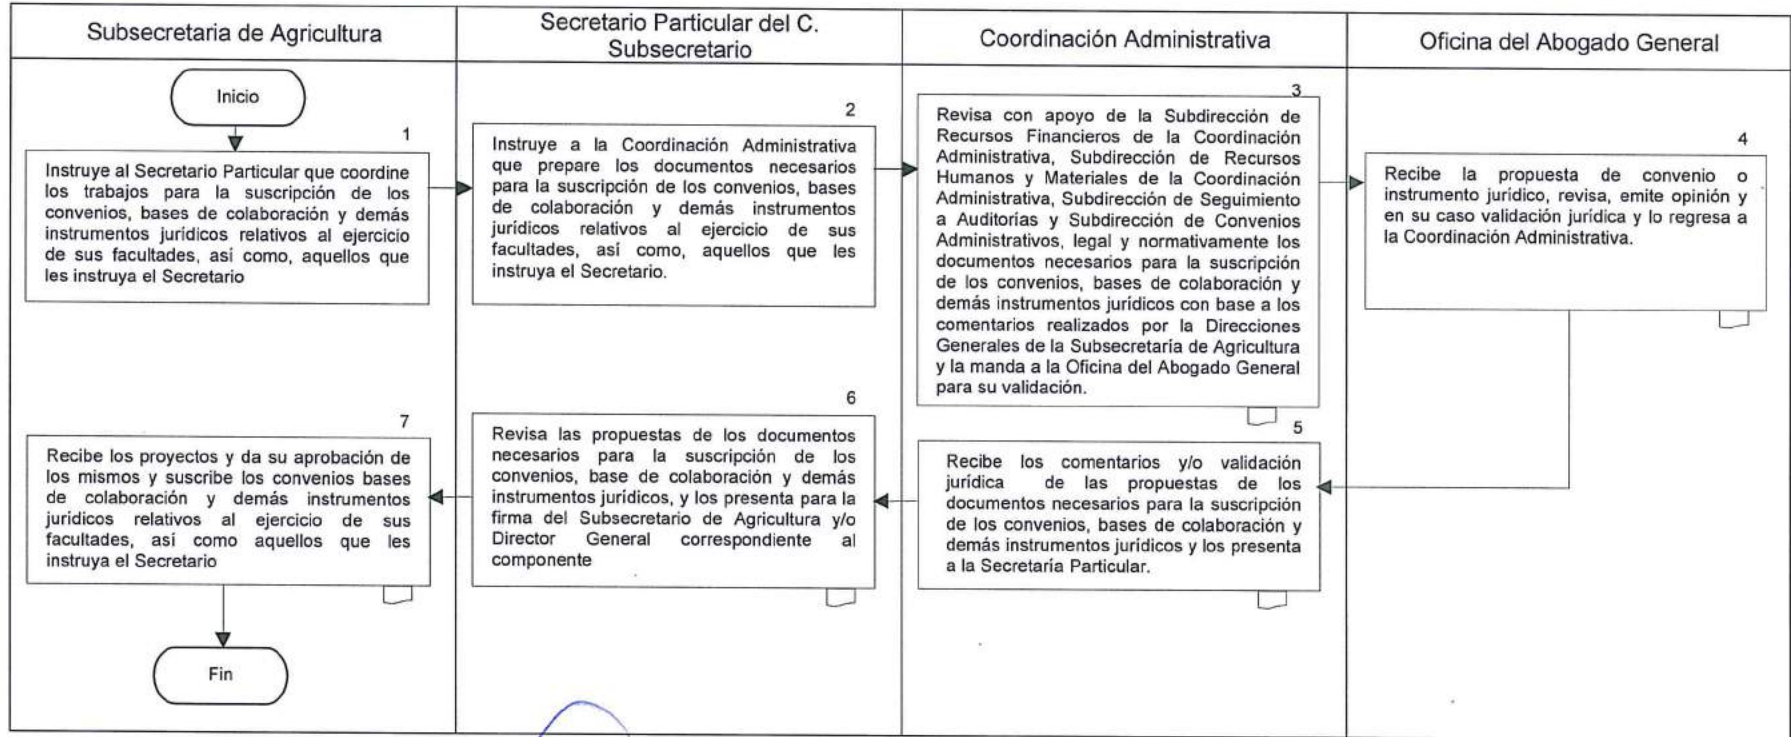 Subsecretaria de Agricultura
Secretario Particular del C.
Subsecretario
Coordinación Administrativa
Oficina del Abogado General
Inicio
1
Instruye al Secretario Particular que coordine
los trabajos para la suscripción de los
convenios, bases de colaboración y demás
instrumentos jurídicos relativos al ejercicio
de sus facultades, así como, aquellos que
les instruya el Secretario
2
Instruye a la Coordinación Administrativa
que prepare los documentos necesarios
para la suscripción de los convenios, bases
de colaboración y demás instrumentos
jurídicos relativos al ejercicio de sus
facultades, así como, aquellos que les
instruya el Secretario.
3
Revisa con apoyo de la Subdirección de
Recursos Financieros de la Coordinación
Administrativa, Subdirección de Recursos
Humanos y Materiales de la Coordinación
Administrativa, Subdirección de Seguimiento
a Auditorías y Subdirección de Convenios
Administrativos, legal y normativamente los
documentos necesarios para la suscripción
de los convenios, bases de colaboración y
demás instrumentos jurídicos con base a los
comentarios realizados por la Direcciones
Generales de la Subsecretaría de Agricultura
y la manda a la Oficina del Abogado General
para su validación.
4
Recibe la propuesta de convenio o
instrumento jurídico, revisa, emite opinión y
en su caso validación jurídica y lo regresa a
la Coordinación Administrativa.
5
Recibe los comentarios y/o validación
jurídica de las propuestas de los
documentos necesarios para la suscripción
de los convenios, bases de colaboración y
demás instrumentos jurídicos y los presenta
a la Secretaría Particular.
6
Revisa las propuestas de los documentos
necesarios para la suscripción de los
convenios, base de colaboración y demás
instrumentos jurídicos, y los presenta para la
firma del Subsecretario de Agricultura y/o
Director General correspondiente al
componente
7
Recibe los proyectos y da su aprobación de
los mismos y suscribe los convenios bases
de colaboración y demás instrumentos
jurídicos relativos al ejercicio de sus
facultades, así como aquellos que les
instruya el Secretario
Fin